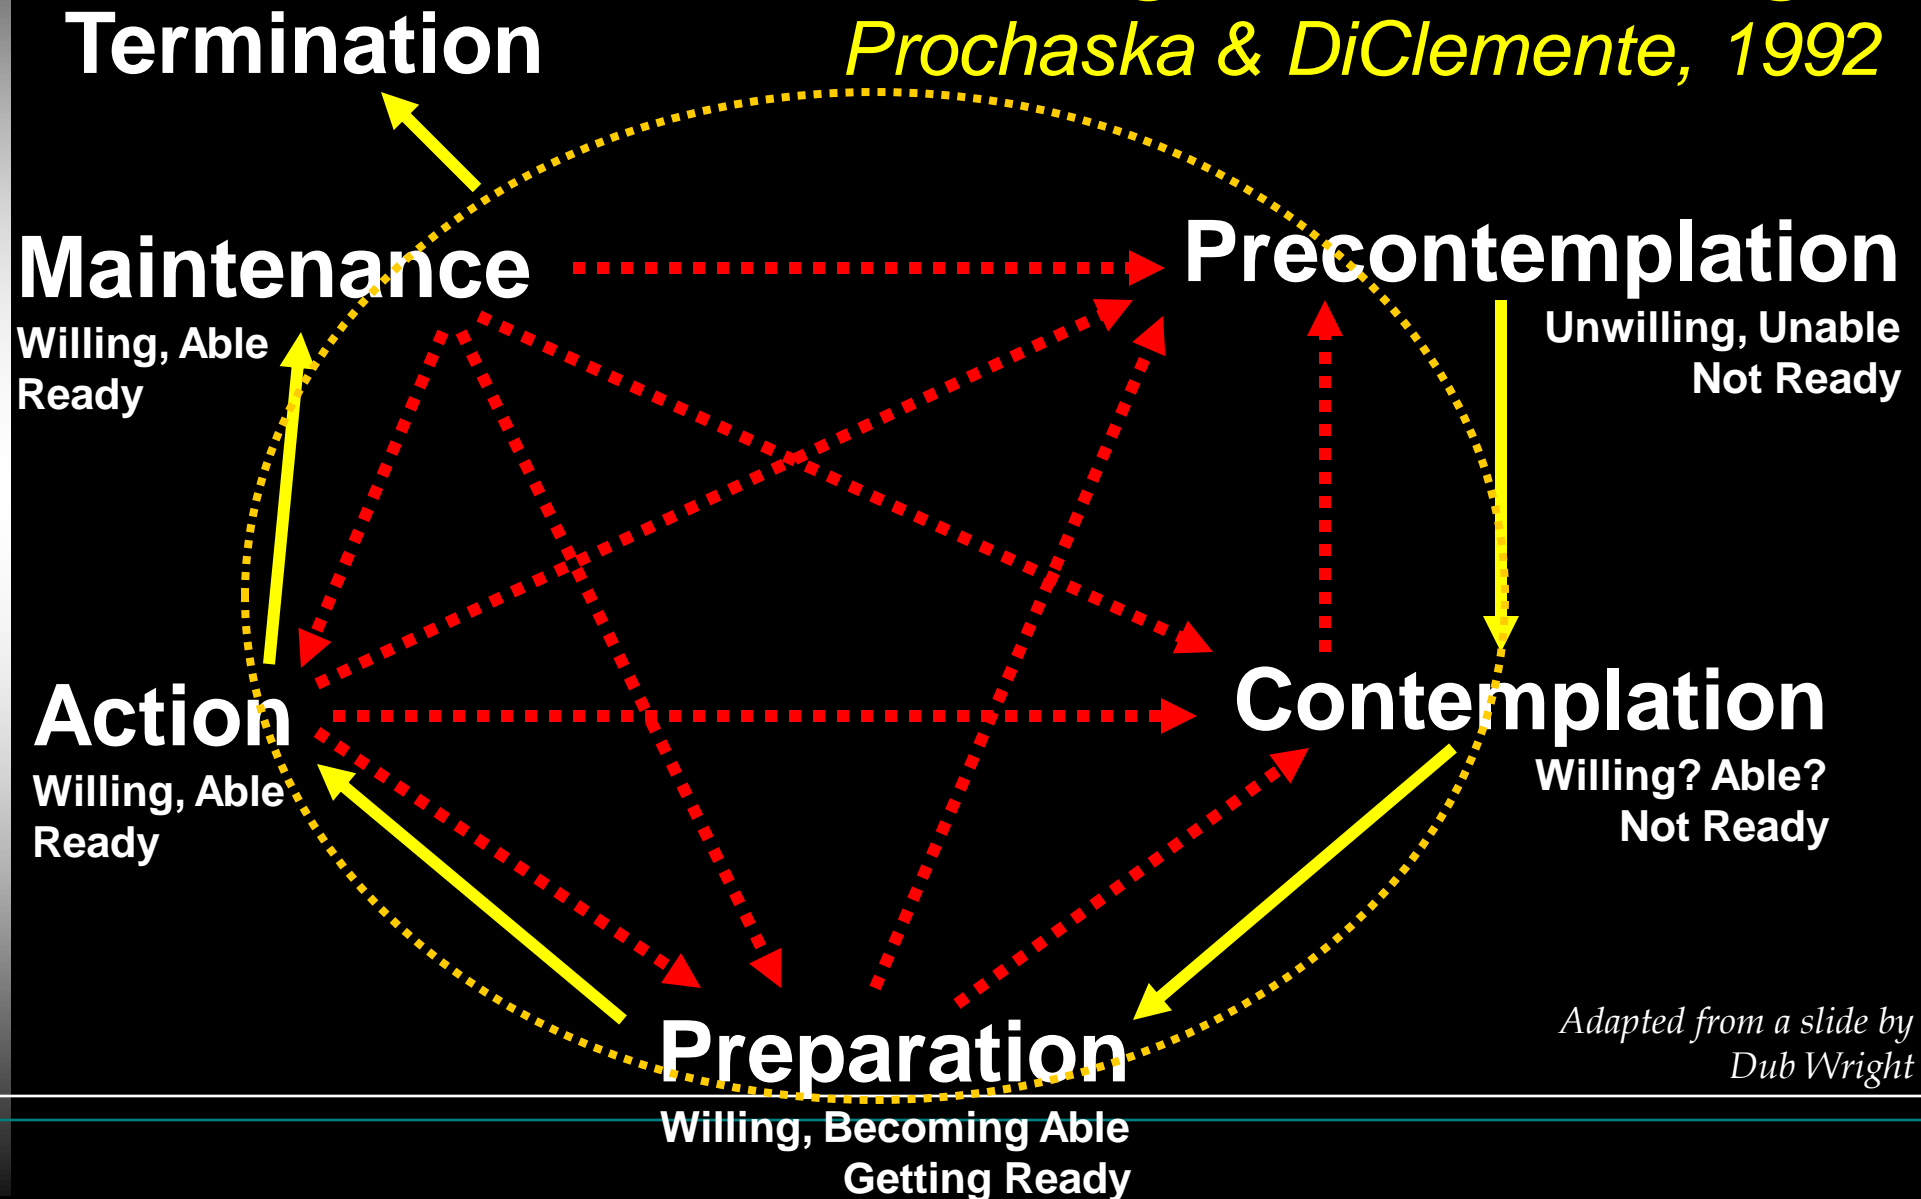 Termination
Prochaska & DiClemente, 1992
Maintenance
Willing, Able
Ready
Precontemplation
Unwilling, Unable
Not Ready
Action
Willing, Able
Ready
Contemplation
Willing? Able?
Not Ready
Preparation
Willing, Becoming Able
Getting Ready
Adapted from a slide by
Dub Wright